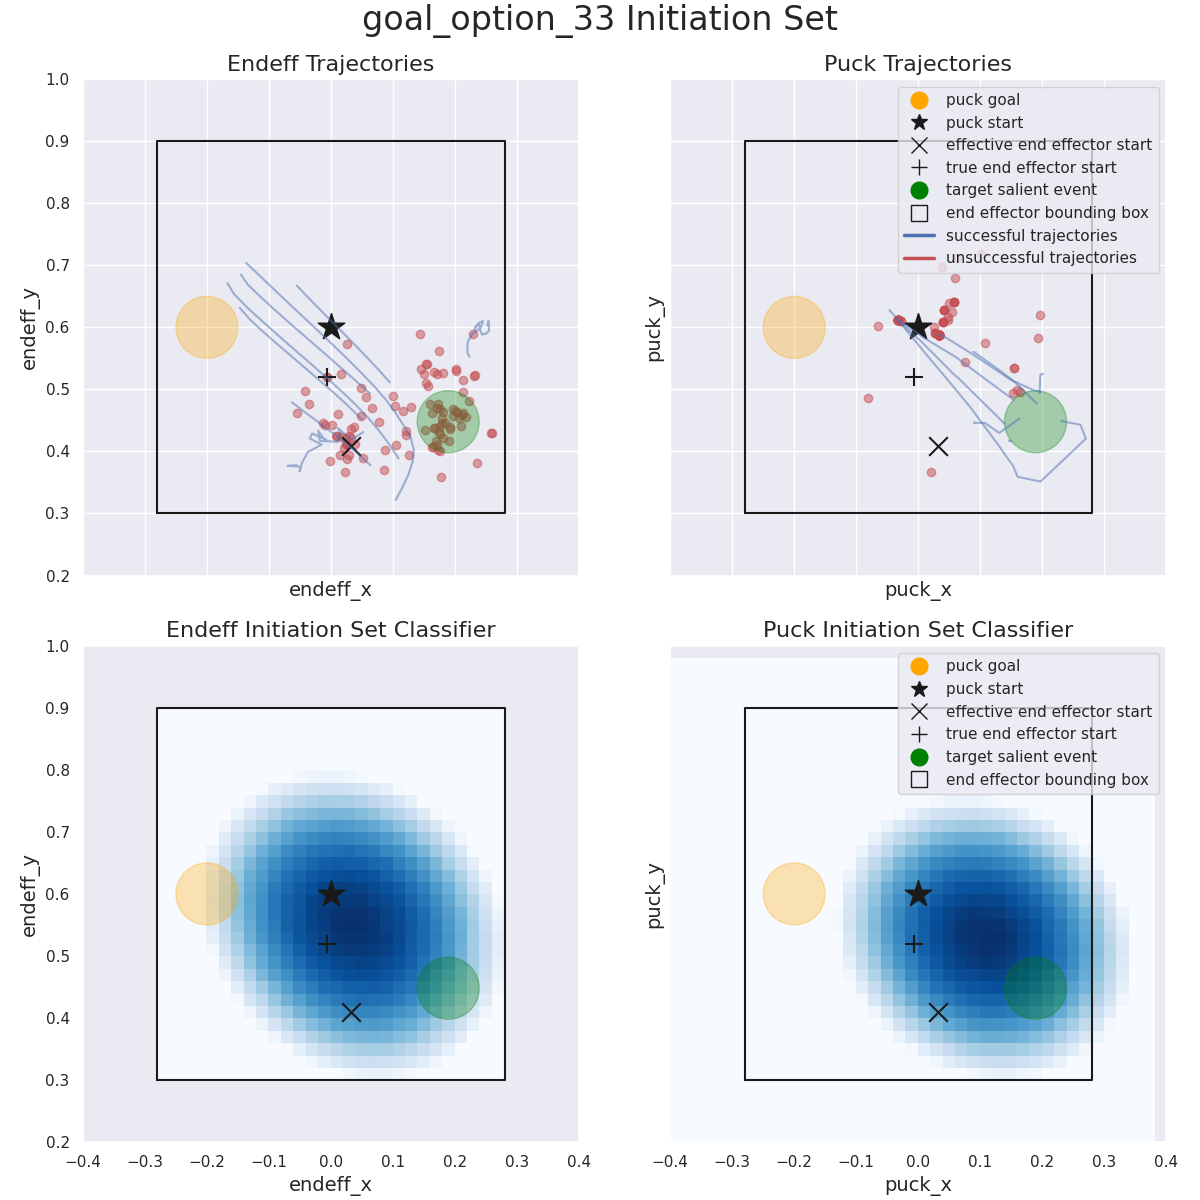 goal_option_33 Initiation Set
Endeff Trajectories
1.0
0.9
0.8
0.7
0.6
0.5
0.4
0.3
0.2
endeff_y
endeff_x
Puck Trajectories
puck goal
puck start
effective end effector start
true end effector start
target salient event
end effector bounding box
successful trajectories
unsuccessful trajectories
puck_y
puck_x
Endeff Initiation Set Classifier
1.0
0.9
0.8
0.7
0.6
0.5
0.4
0.3
0.2
endeff_y
−0.4 −0.3 −0.2 −0.1 0.0 0.1 0.2 0.3 0.4
endeff_x
Puck Initiation Set Classifier
puck goal
puck start
effective end effector start
true end effector start
target salient event
end effector bounding box
puck_y
−0.4 −0.3 −0.2 −0.1 0.0 0.1 0.2 0.3 0.4
puck_x